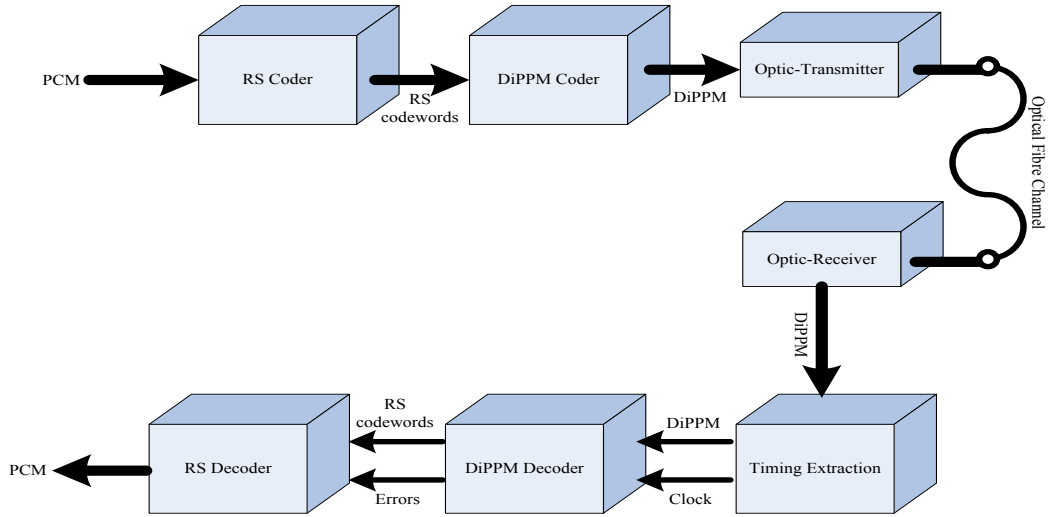 PCM
RS Coder
RS
codewords
DiPPM Coder
DiPPM
Optic-Transmitter
Optical Fibre Channel
Optic-Receiver
DiPPM
Timing Extraction
DiPPM
Clock
DiPPM Decoder
RS
codewords
Errors
RS Decoder
PCM